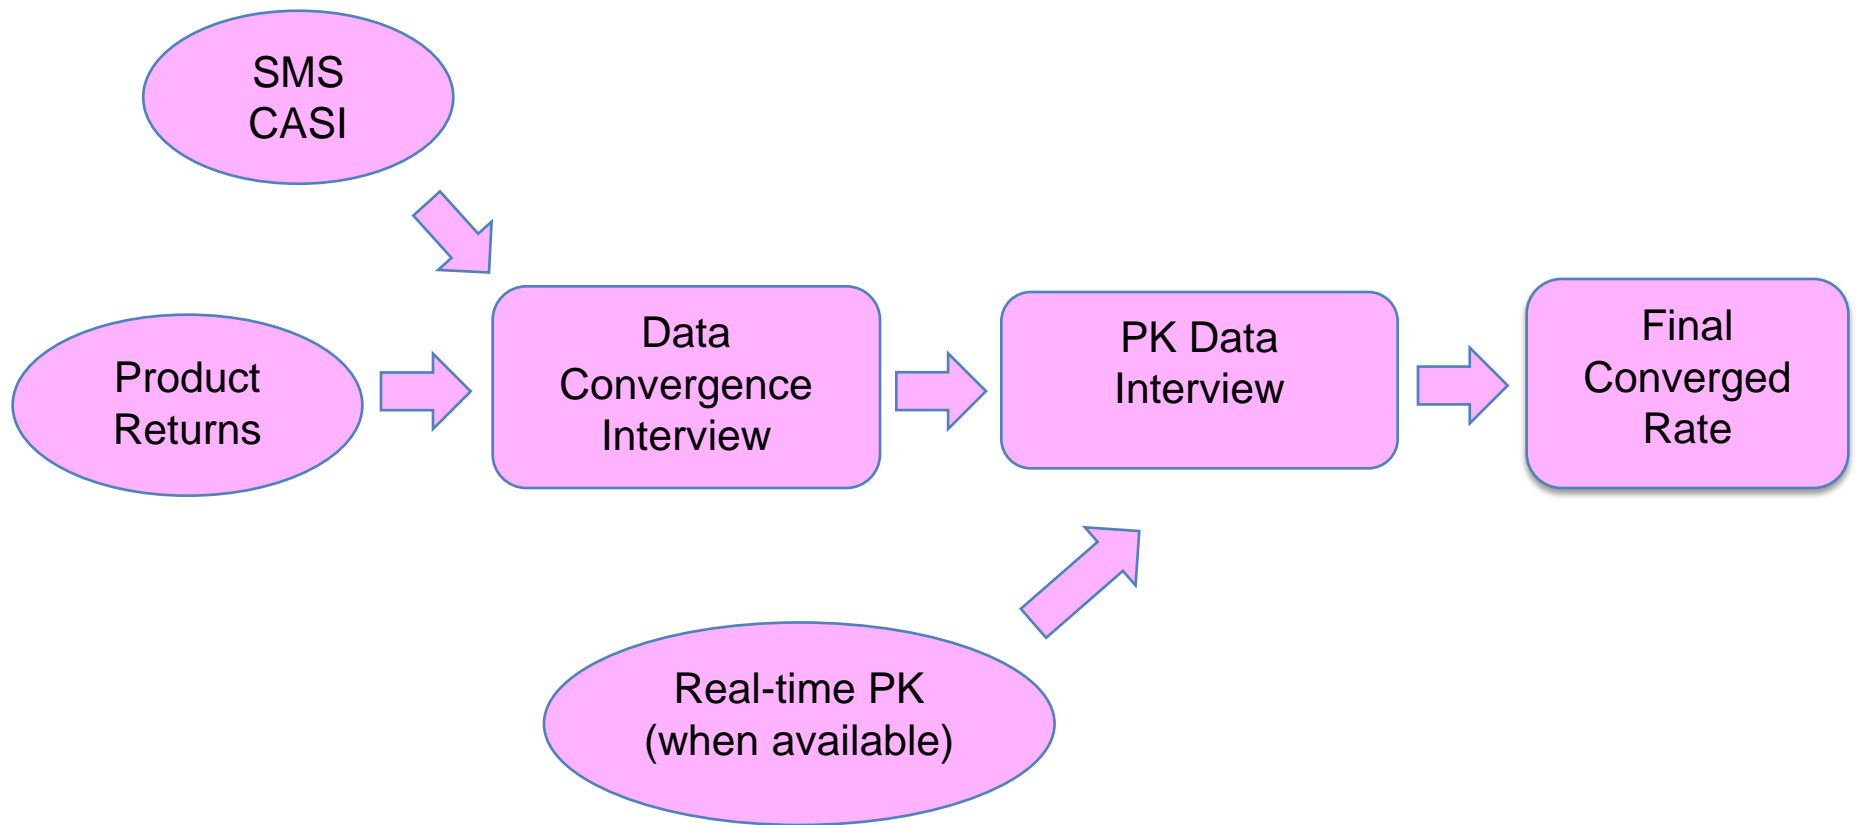 SMS
CASI
Product
Returns
Data
Convergence
Interview
PK Data
Interview
Final
Converged
Rate
Real-time PK
(when available)